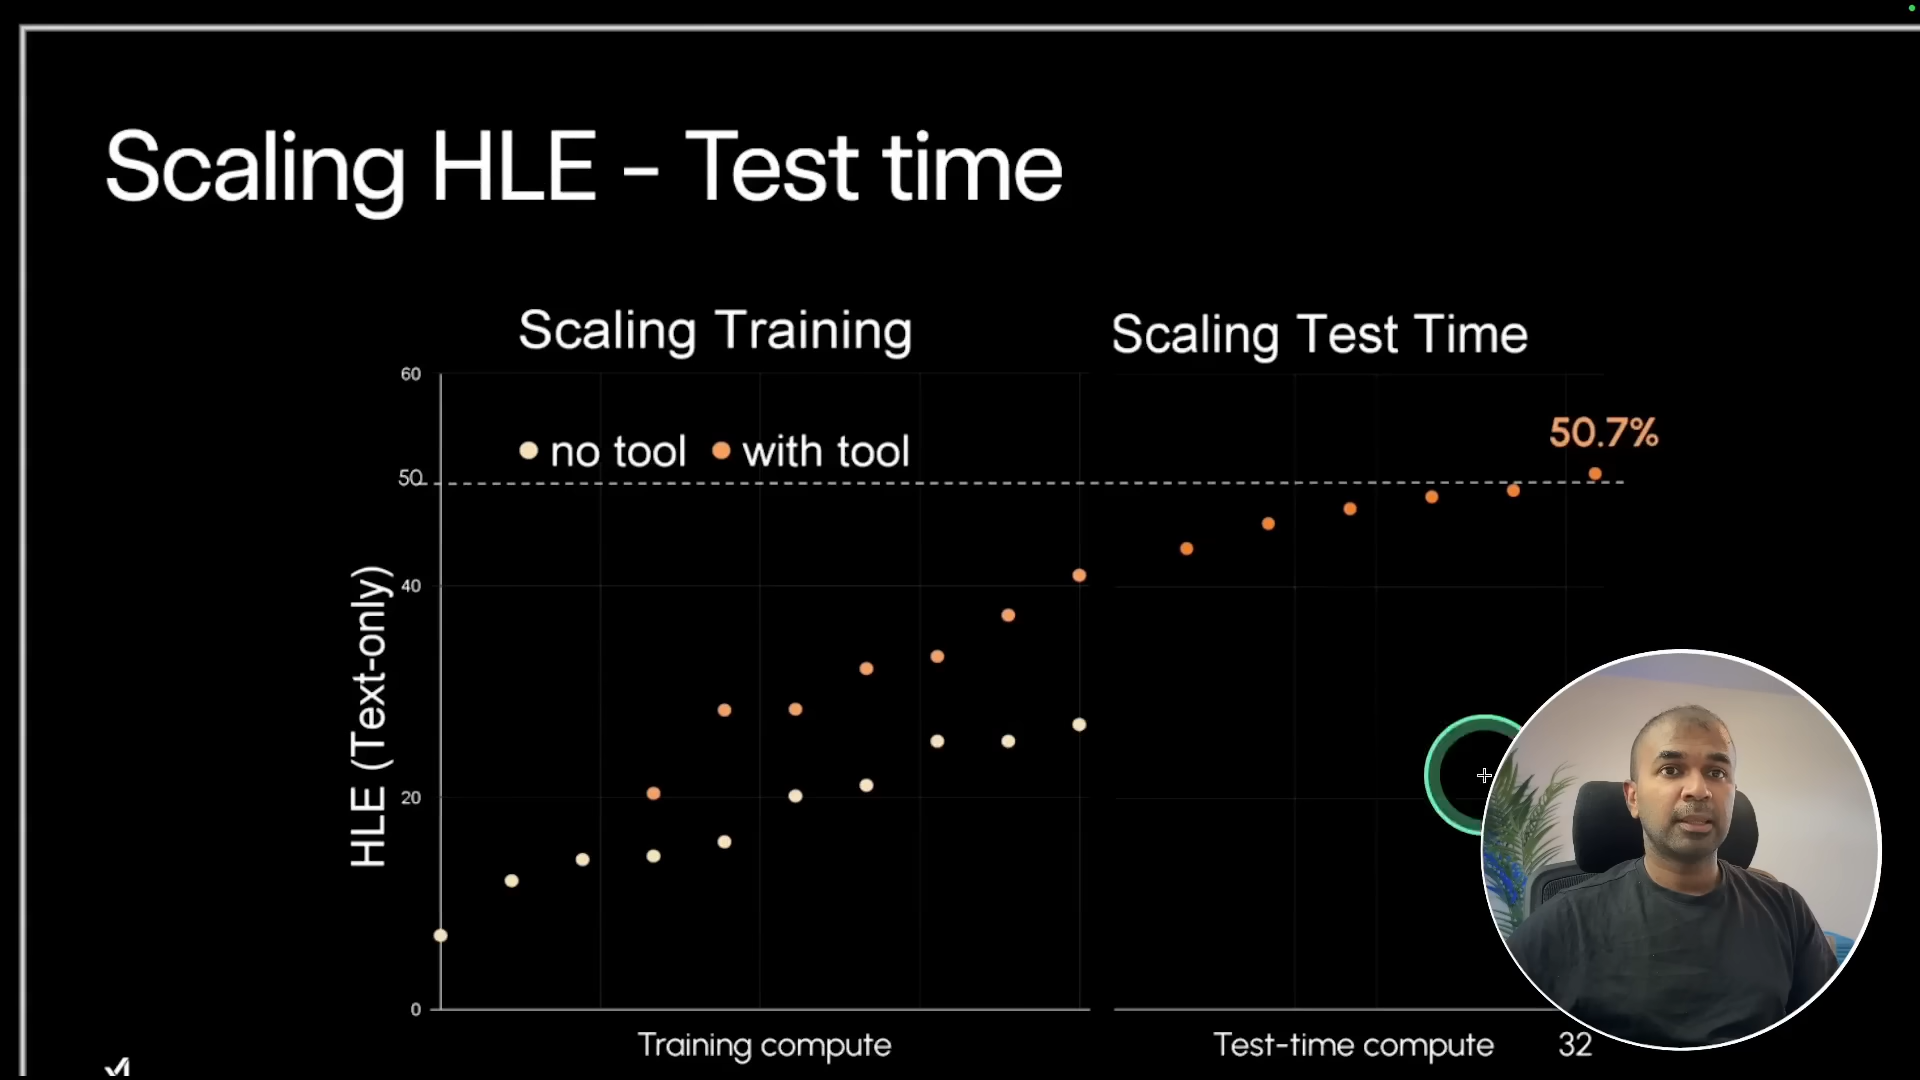 Scaling HLE - Test time
Scaling Training
Scaling Test Time
60
no tool
with tool
50.7%
50
HLE (Text-only)
40
20
0
Training compute
Test-time compute
32